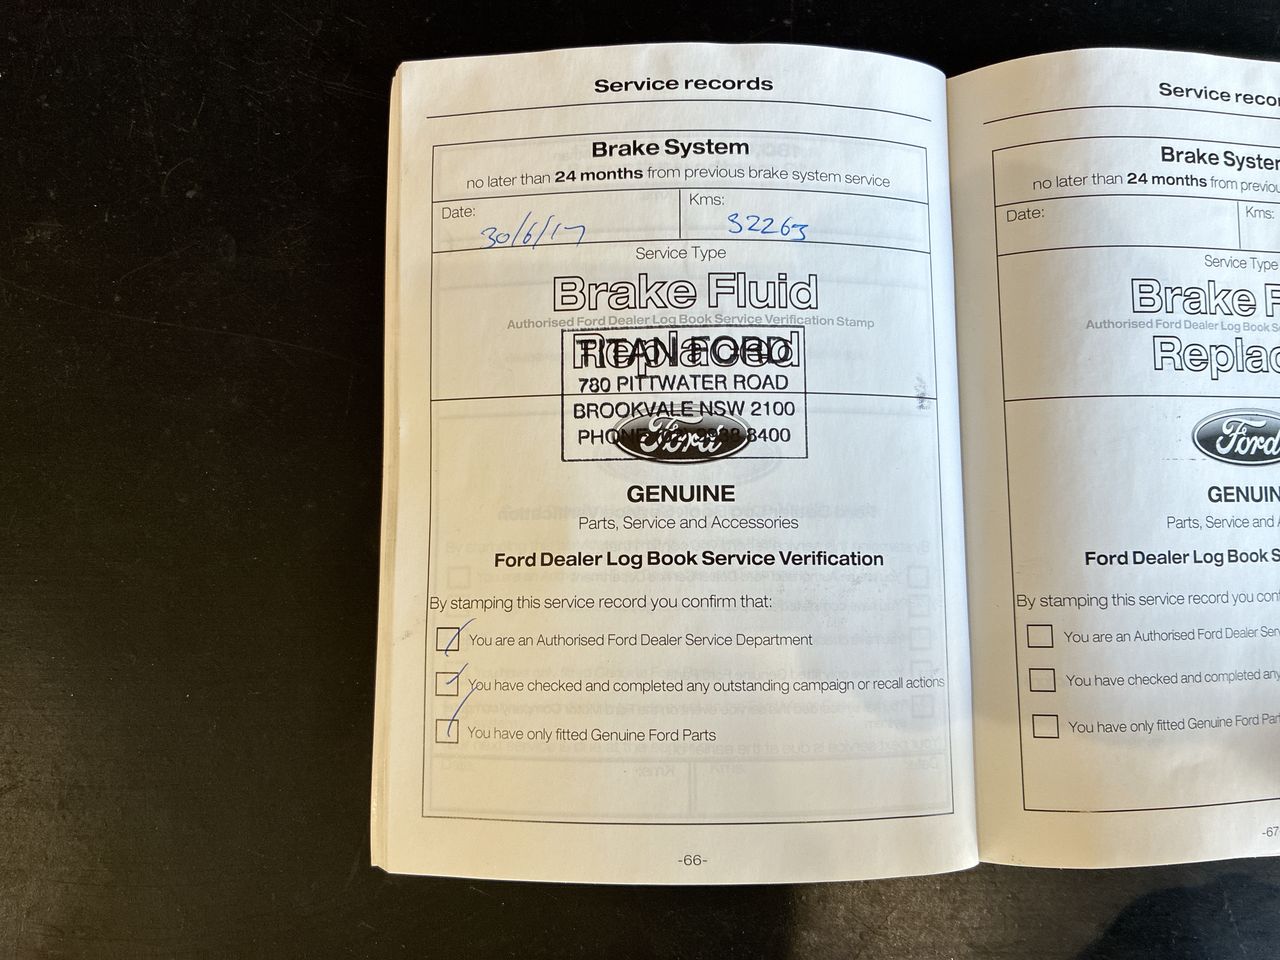 Service records
Brake System
no later than 24 months from previous brake system service
Date:
30/6/17
Kms:
32263
Service Type
Brake Fluid
Authorised Ford Dealer Log Book Service Verification Stamp
Replaced
TITAN FORD
780 PITTWATER ROAD
BROOKVALE NSW 2100
PHONE 8400
Ford
GENUINE
Parts, Service and Accessories
Ford Dealer Log Book Service Verification
By stamping this service record you confirm that:
You are an Authorised Ford Dealer Service Department
You have checked and completed any outstanding campaign or recall actions
You have only fitted Genuine Ford Parts
-66-
Service recor
Brake System
no later than 24 months from previou
Date:
Kms:
Service Type
Brake F
Authorised Ford Dealer Log Book S
Replac
Ford
GENUIN
Parts, Service and
Ford Dealer Log Book S
By stamping this service record you conf
You are an Authorised Ford Dealer Ser
You have checked and completed any
You have only fitted Genuine Ford Par
-67